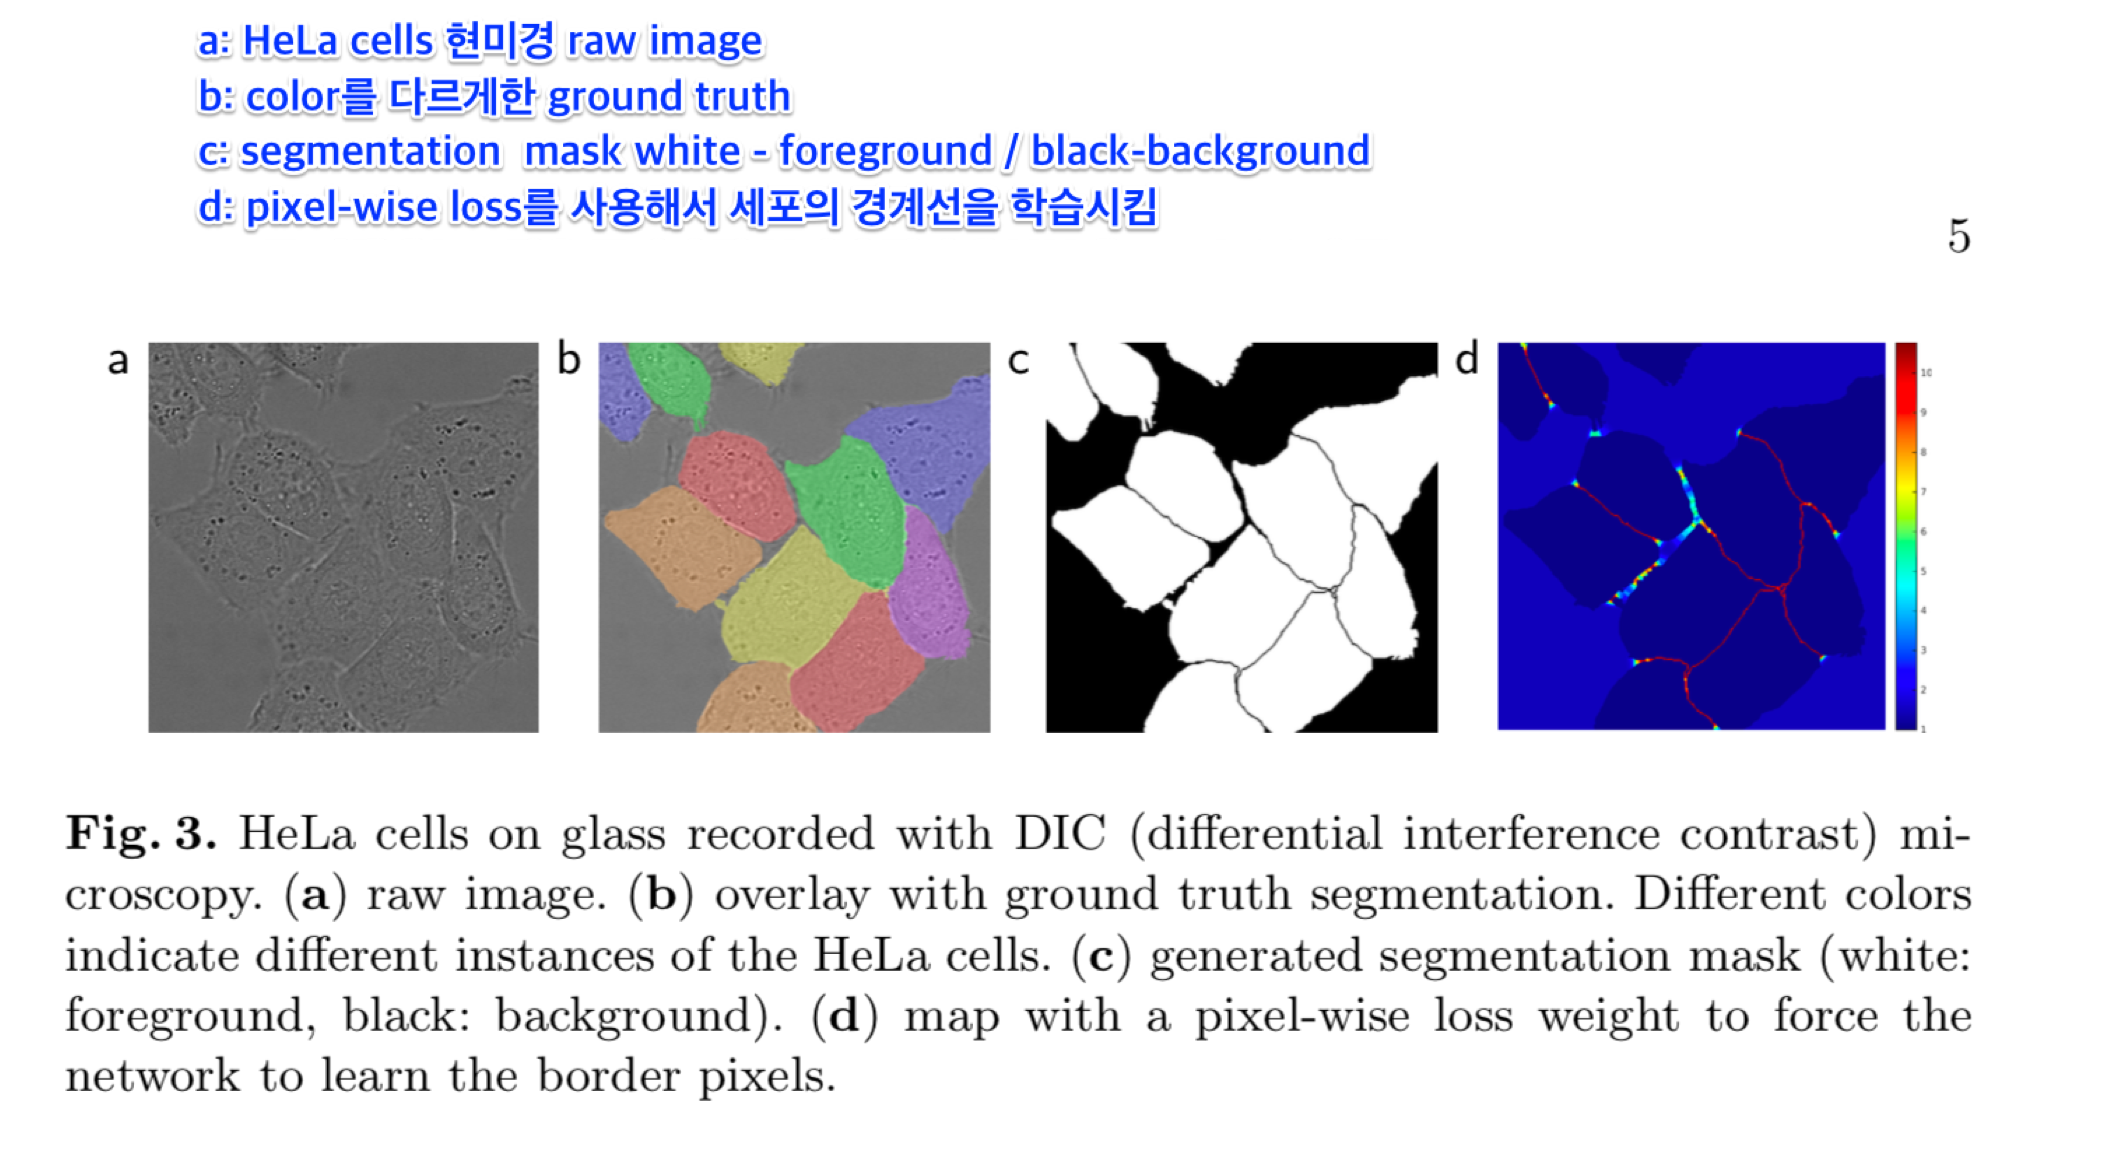 a: HeLa cells 현미경 raw image
b: color를 다르게한 ground truth
c: segmentation mask white - foreground / black-background
d: pixel-wise loss를 사용해서 세포의 경계선을 학습시킴
5
a
b
c
d
10
9
8
7
6
5
4
3
2
1
Fig. 3. HeLa cells on glass recorded with DIC (differential interference contrast) mi-
croscopy. (a) raw image. (b) overlay with ground truth segmentation. Different colors
indicate different instances of the HeLa cells. (c) generated segmentation mask (white:
foreground, black: background). (d) map with a pixel-wise loss weight to force the
network to learn the border pixels.